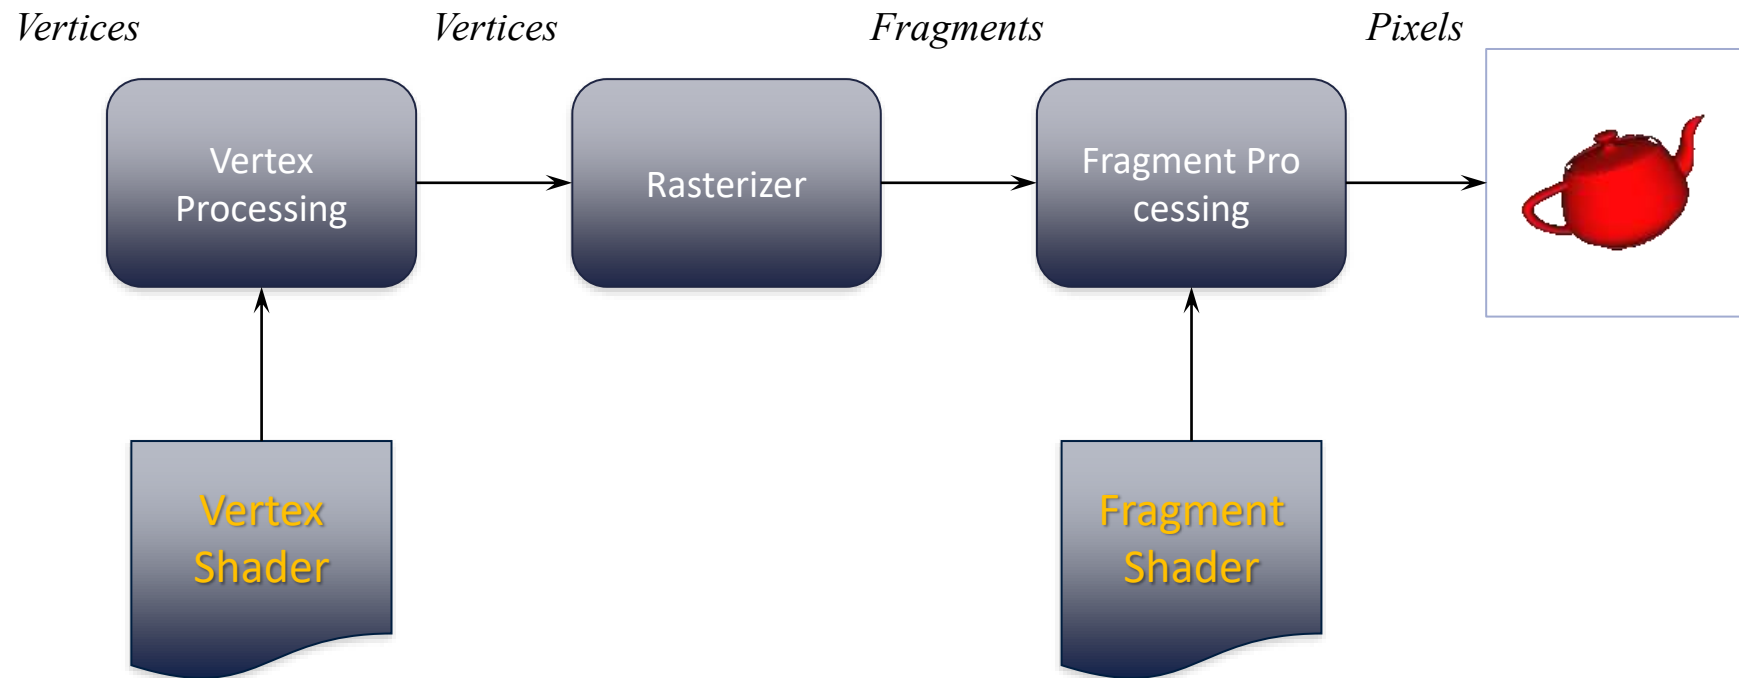 Vertices
Vertices
Fragments
Pixels
Vertex
Processing
Rasterizer
Fragment Pro
cessing
Vertex
Shader
Fragment
Shader